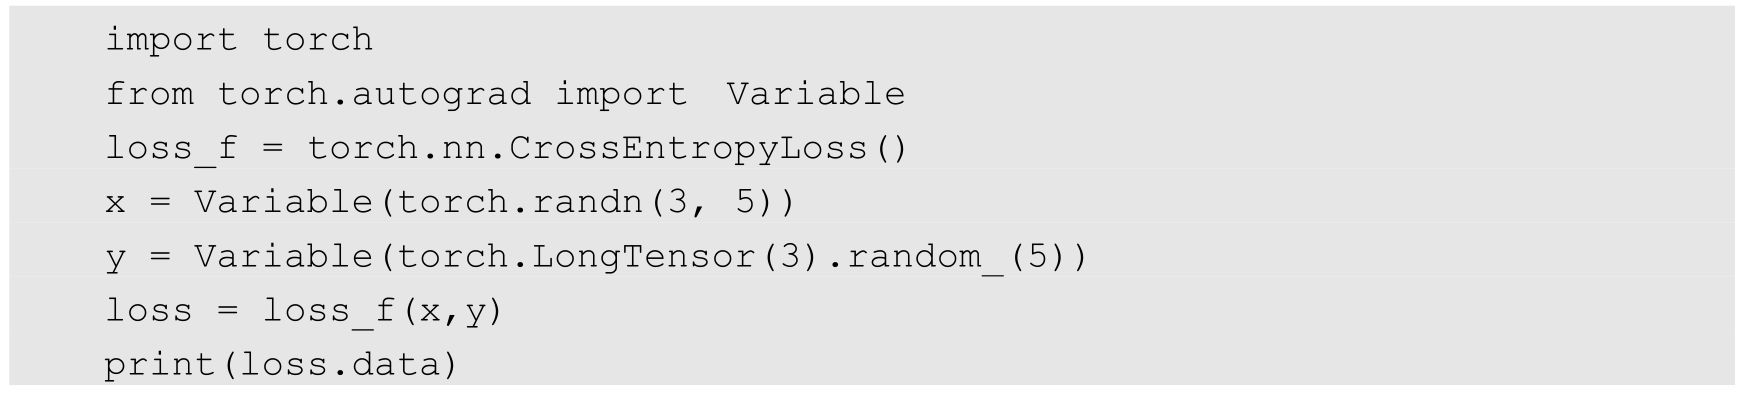 import torch
from torch.autograd import Variable
loss_f = torch.nn.CrossEntropyLoss()
x = Variable(torch.randn(3, 5))
y = Variable(torch.LongTensor(3).random_(5))
loss = loss_f(x,y)
print(loss.data)